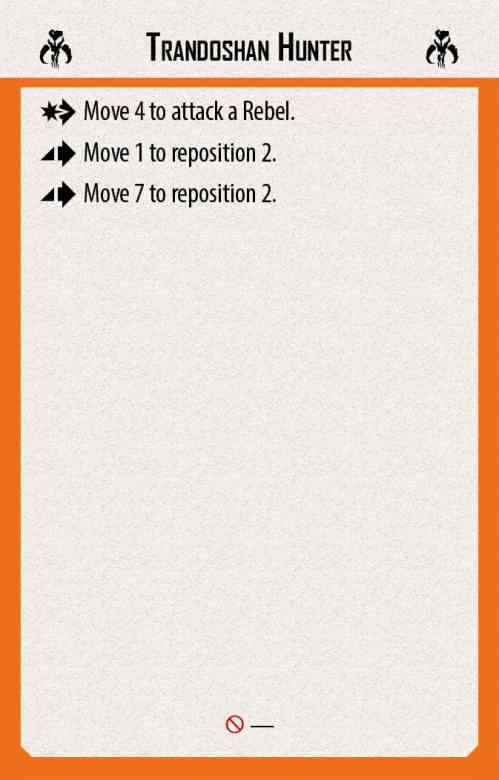 Trandoshan Hunter
Move 4 to attack a Rebel.
Move 1 to reposition 2.
Move 7 to reposition 2.
—